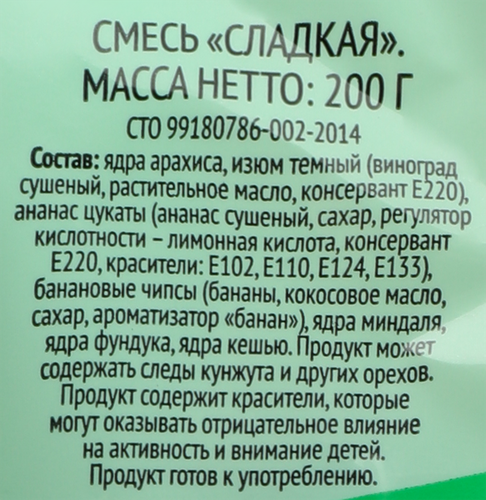 СМЕСЬ «СЛАДКАЯ».
МАССА НЕТТО: 200 Г
СТО 99180786-002-2014
Состав: ядра арахиса, изюм темный (виноград
сушеный, растительное масло, консервант Е220),
ананас цукаты (ананас сушеный, сахар, регулятор
кислотности – лимонная кислота, консервант
Е220, красители: Е102, Е110, Е124, Е133),
банановые чипсы (бананы, кокосовое масло,
сахар, ароматизатор «банан»), ядра миндаля,
ядра фундука, ядра кешью. Продукт может
содержать следы кунжута и других орехов.
Продукт содержит красители, которые
могут оказывать отрицательное влияние
на активность и внимание детей.
Продукт готов к употреблению.